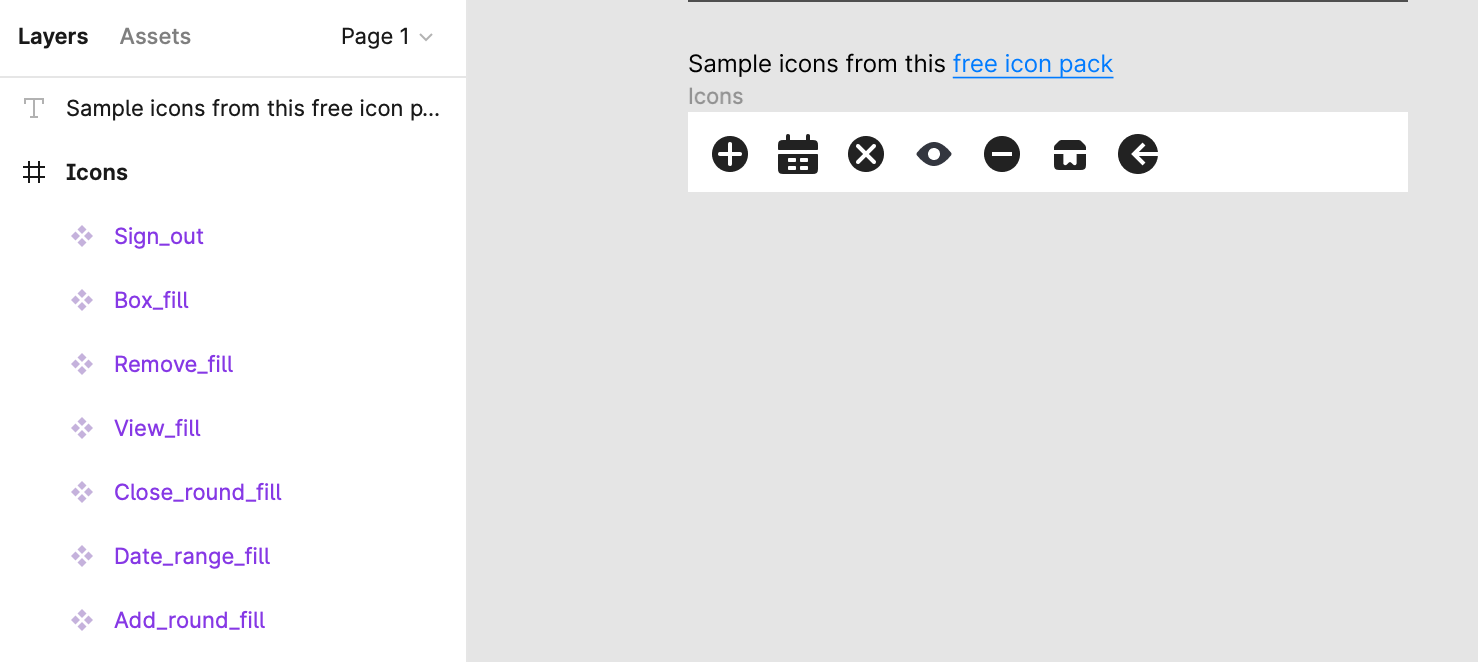 Layers Assets Page 1
Sample icons from this free icon p...
Icons
Sign_out
Box_fill
Remove_fill
View_fill
Close_round_fill
Date_range_fill
Add_round_fill
Sample icons from this free icon pack
Icons